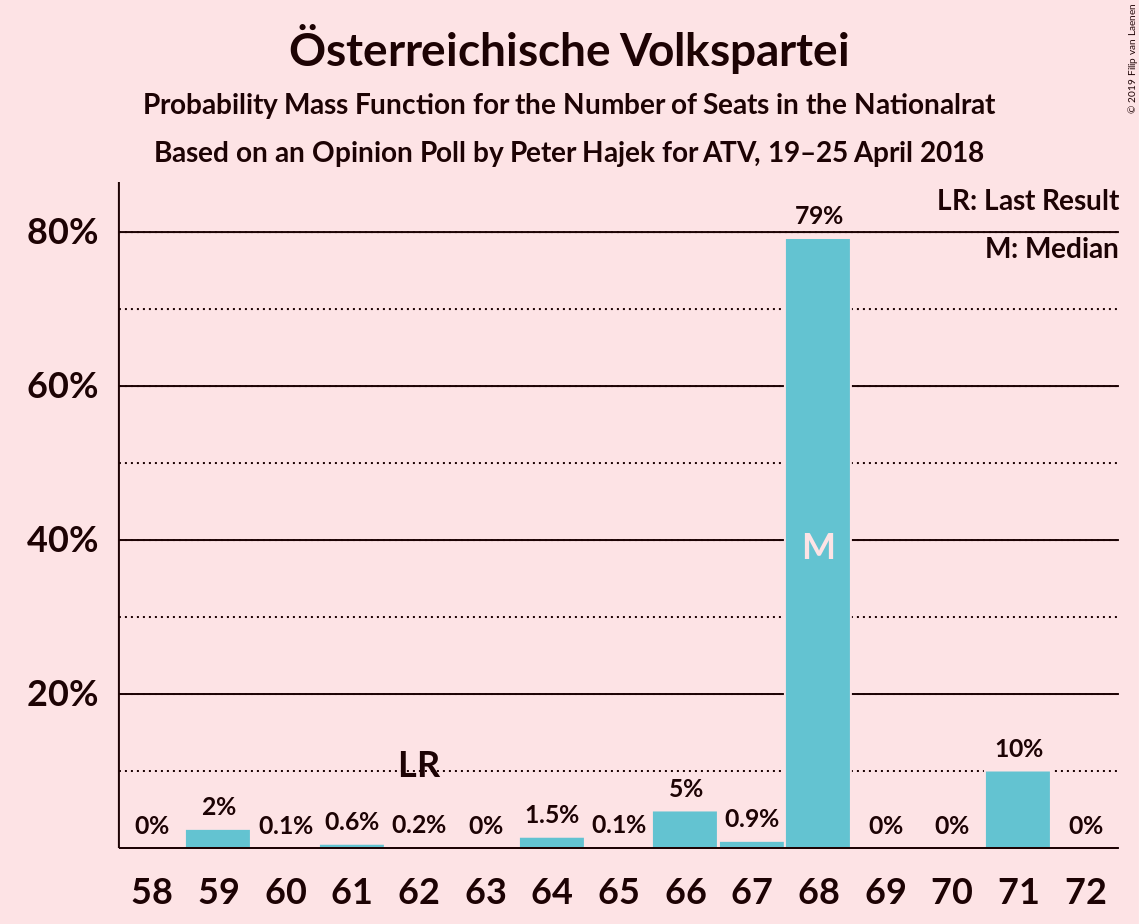 Österreichische Volkspartei
Probability Mass Function for the Number of Seats in the Nationalrat
Based on an Opinion Poll by Peter Hajek for ATV, 19–25 April 2018
© 2019 Filip van Laenen
LR: Last Result
M: Median
80%
60%
40%
20%
0%
2%
0.1%
0.6%
0.2%
0%
1.5%
0.1%
5%
0.9%
79%
0%
0%
10%
0%
LR
M
58 59 60 61 62 63 64 65 66 67 68 69 70 71 72